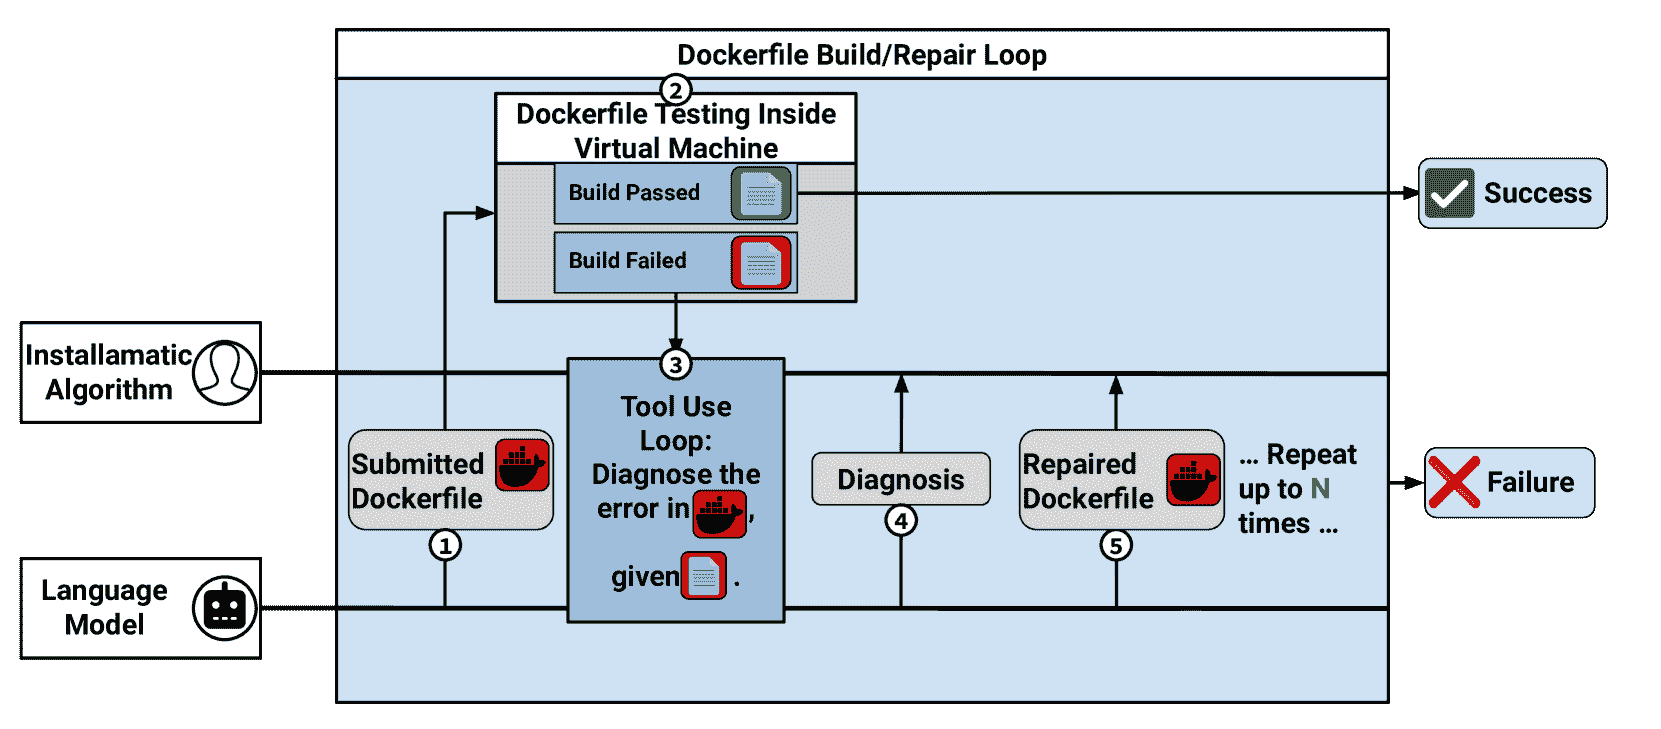 Dockerfile Build/Repair Loop
2
Dockerfile Testing Inside
Virtual Machine
Build Passed
Build Failed
Success
Installamatic
Algorithm
3
Tool Use
Loop:
Diagnose the
error in ,
given .
Submitted
Dockerfile
1
Diagnosis
4
Repaired
Dockerfile
5
... Repeat
up to N
times ...
Failure
Language
Model